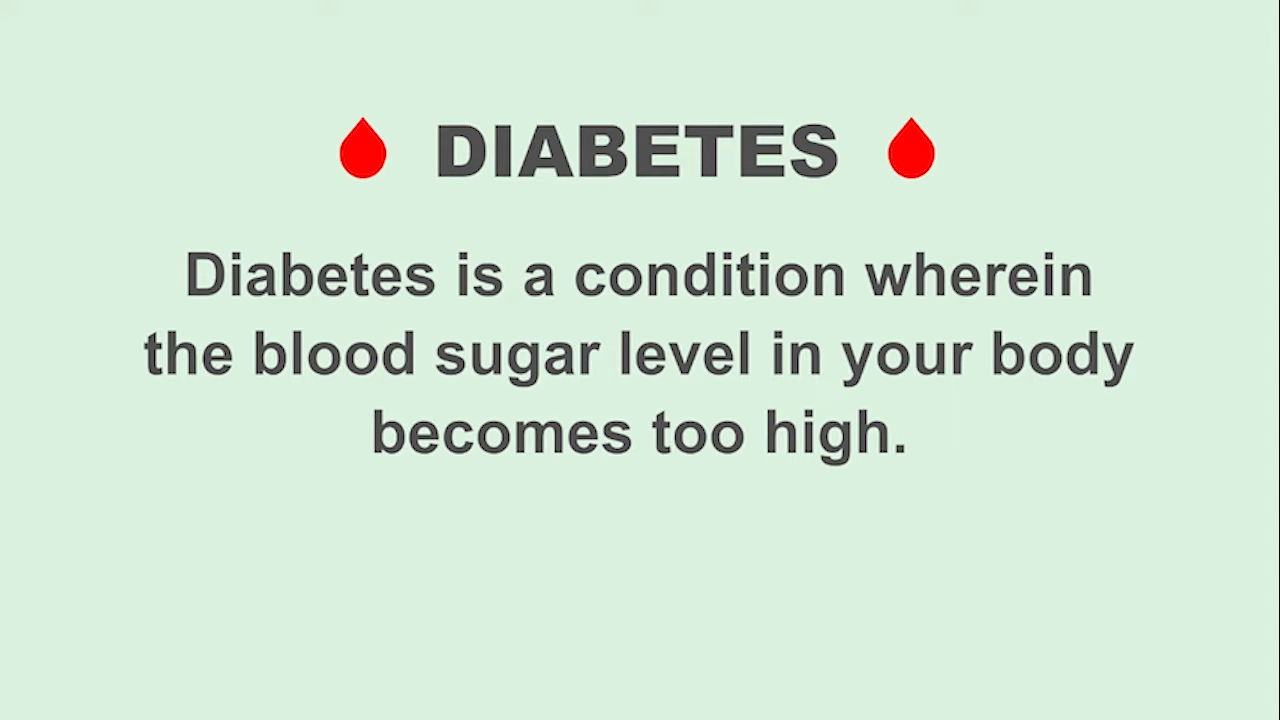 DIABETES
Diabetes is a condition wherein
the blood sugar level in your body
becomes too high.